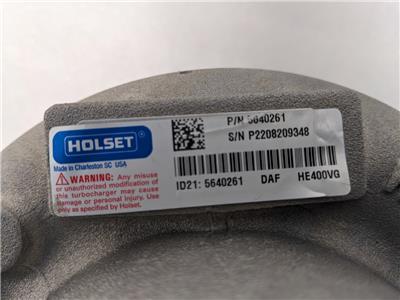 HOLSET
Made in Charleston SC USA
WARNING: Any misuse
or unauthorized modification of
this turbocharger may cause
damage or personal injury. Use
only as specified by Holset.
P/N 5640261
S/N P2208209348
ID21: 5640261 DAF HE400VG